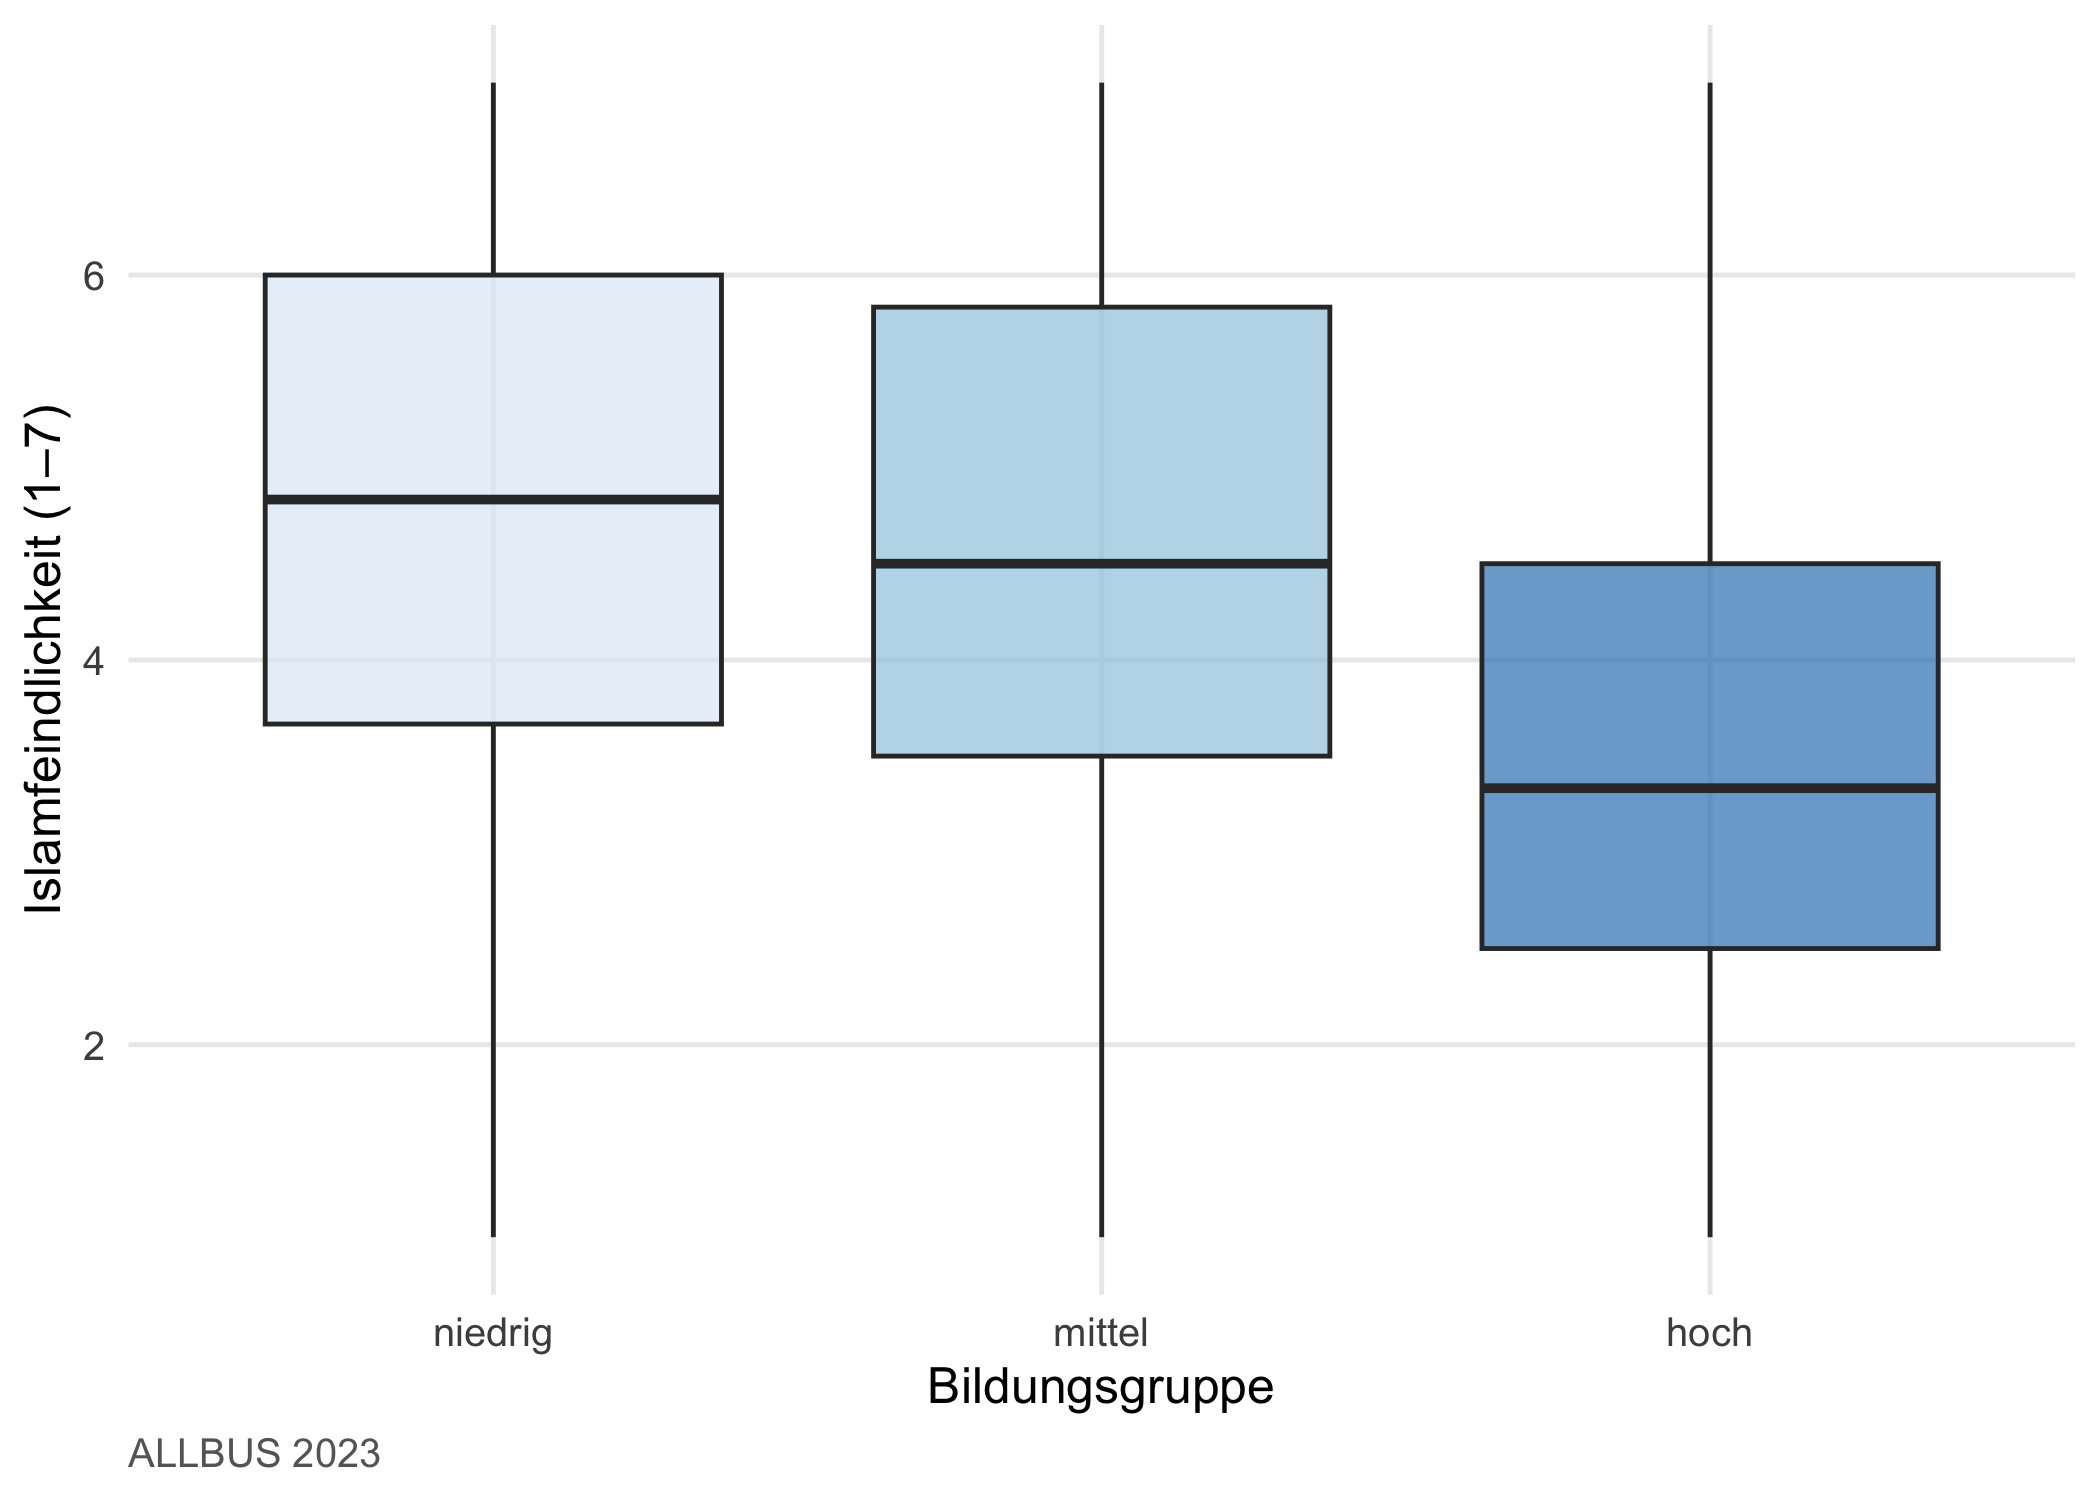 Islamfeindlichkeit (1–7)
6
4
2
niedrig
mittel
hoch
Bildungsgruppe
ALLBUS 2023